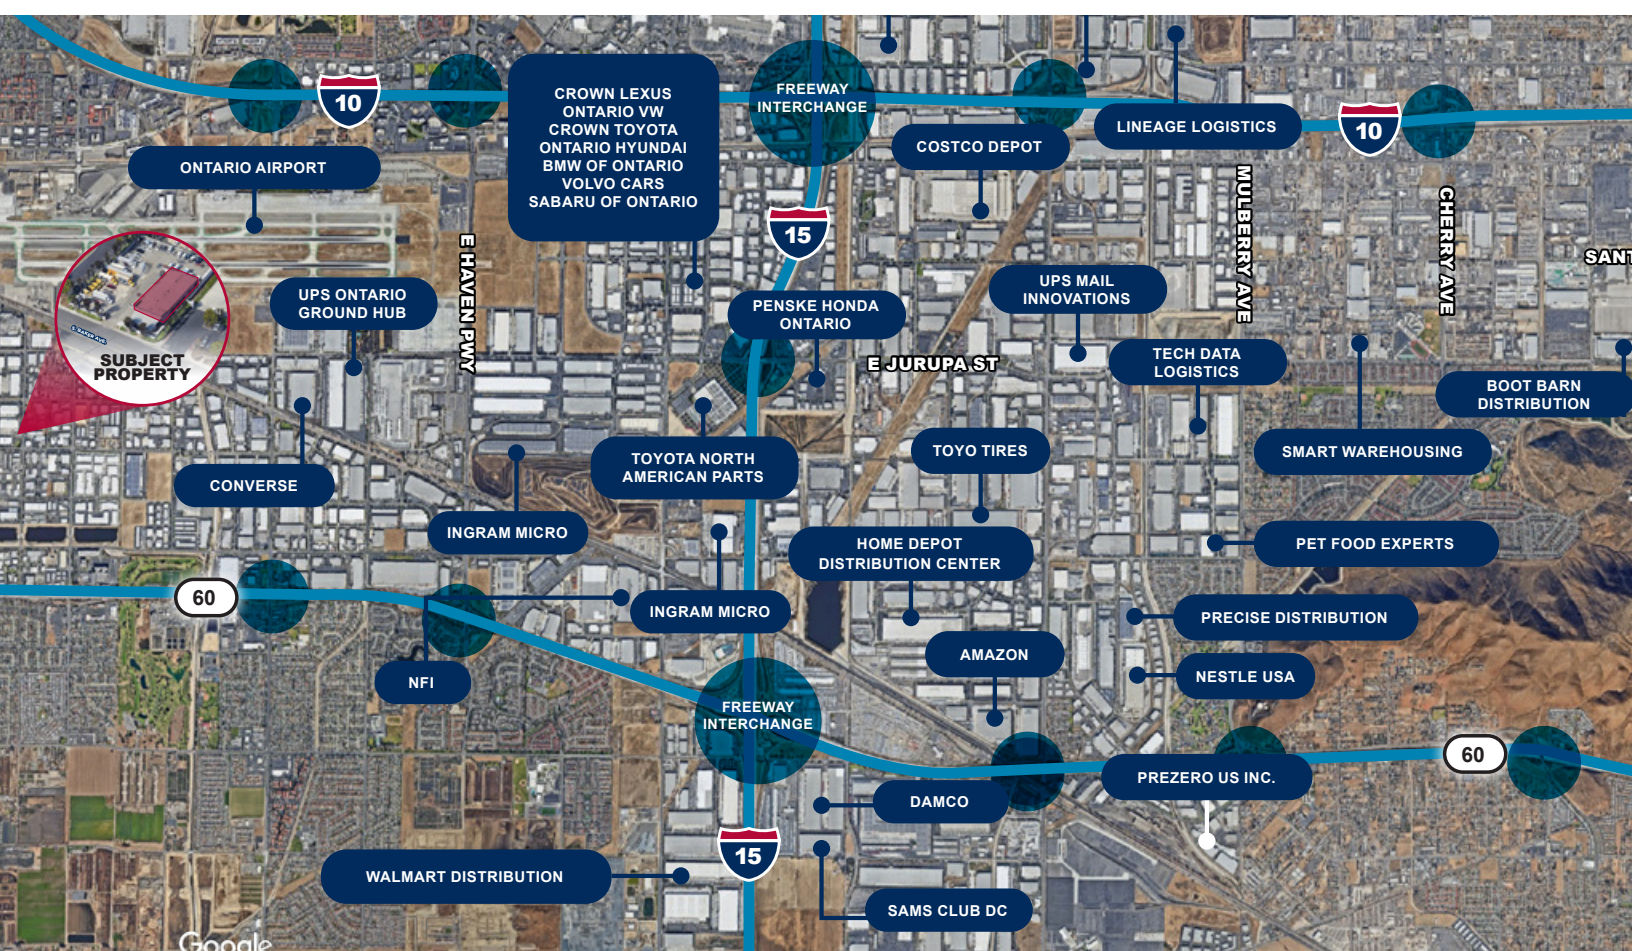 10
CROWN LEXUS
ONTARIO VW
CROWN TOYOTA
ONTARIO HYUNDAI
BMW OF ONTARIO
VOLVO CARS
SABARU OF ONTARIO
FREEWAY
INTERCHANGE
LINEAGE LOGISTICS
10
COSTCO DEPOT
ONTARIO AIRPORT
MULBERRY AVE
CHERRY AVE
15
E HAVEN PWY
SANT
UPS ONTARIO
GROUND HUB
PENSKE HONDA
ONTARIO
UPS MAIL
INNOVATIONS
SUBJECT
PROPERTY
E JURUPA ST
TECH DATA
LOGISTICS
BOOT BARN
DISTRIBUTION
CONVERSE
TOYOTA NORTH
AMERICAN PARTS
TOYO TIRES
SMART WAREHOUSING
INGRAM MICRO
HOME DEPOT
DISTRIBUTION CENTER
PET FOOD EXPERTS
60
INGRAM MICRO
PRECISE DISTRIBUTION
NFI
AMAZON
NESTLE USA
FREEWAY
INTERCHANGE
60
PREZERO US INC.
DAMCO
15
WALMART DISTRIBUTION
SAMS CLUB DC
Google